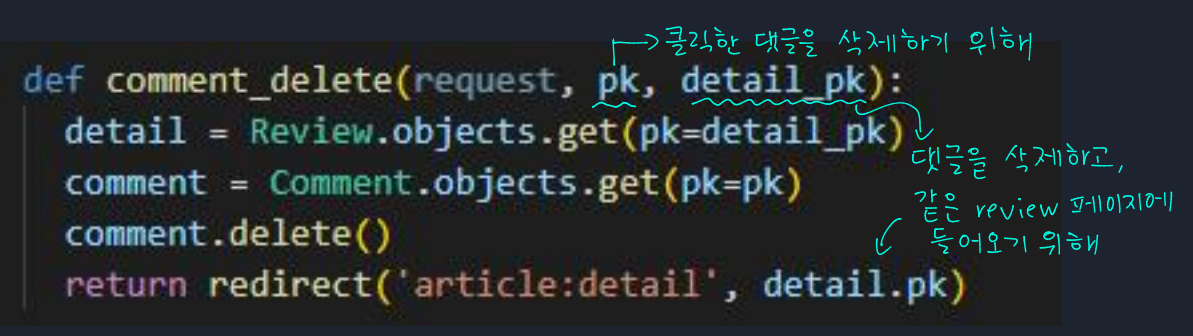 클릭한 댓글을 삭제하기 위해
def comment_delete(request, pk, detail_pk):
detail = Review.objects.get(pk=detail_pk)
댓글을 삭제하고,
comment = Comment.objects.get(pk=pk)
같은 review 페이지에
comment.delete()
들어오기 위해
return redirect('article:detail', detail.pk)